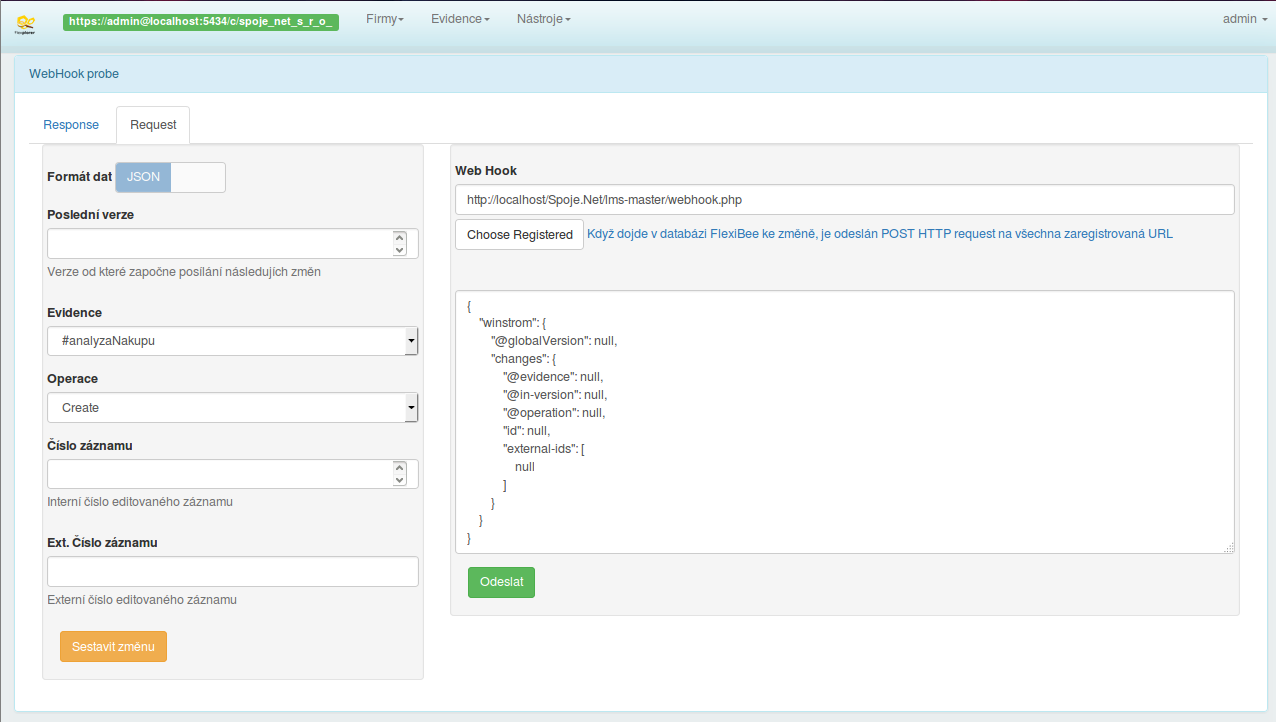 flexplorer
https://admin@localhost:5434/c/spoje_net_s_r_o_
Firmy
Evidence
Nástroje
admin
WebHook probe
Response
Request
Formát dat
JSON
Poslední verze
Verze od které započne posílání následujích změn
Evidence
#analyzaNakupu
Operace
Create
Číslo záznamu
Interní číslo editovaného záznamu
Ext. Číslo záznamu
Externí číslo editovaného záznamu
Sestavit změnu
Web Hook
http://localhost/Spoje.Net/lms-master/webhook.php
Choose Registered
Když dojde v databázi FlexiBee ke změně, je odeslán POST HTTP request na všechna zaregistrovaná URL
{
"winstrom": {
"@globalVersion": null,
"changes": {
"@evidence": null,
"@in-version": null,
"@operation": null,
"id": null,
"external-ids": [
null
]
}
}
}
Odeslat